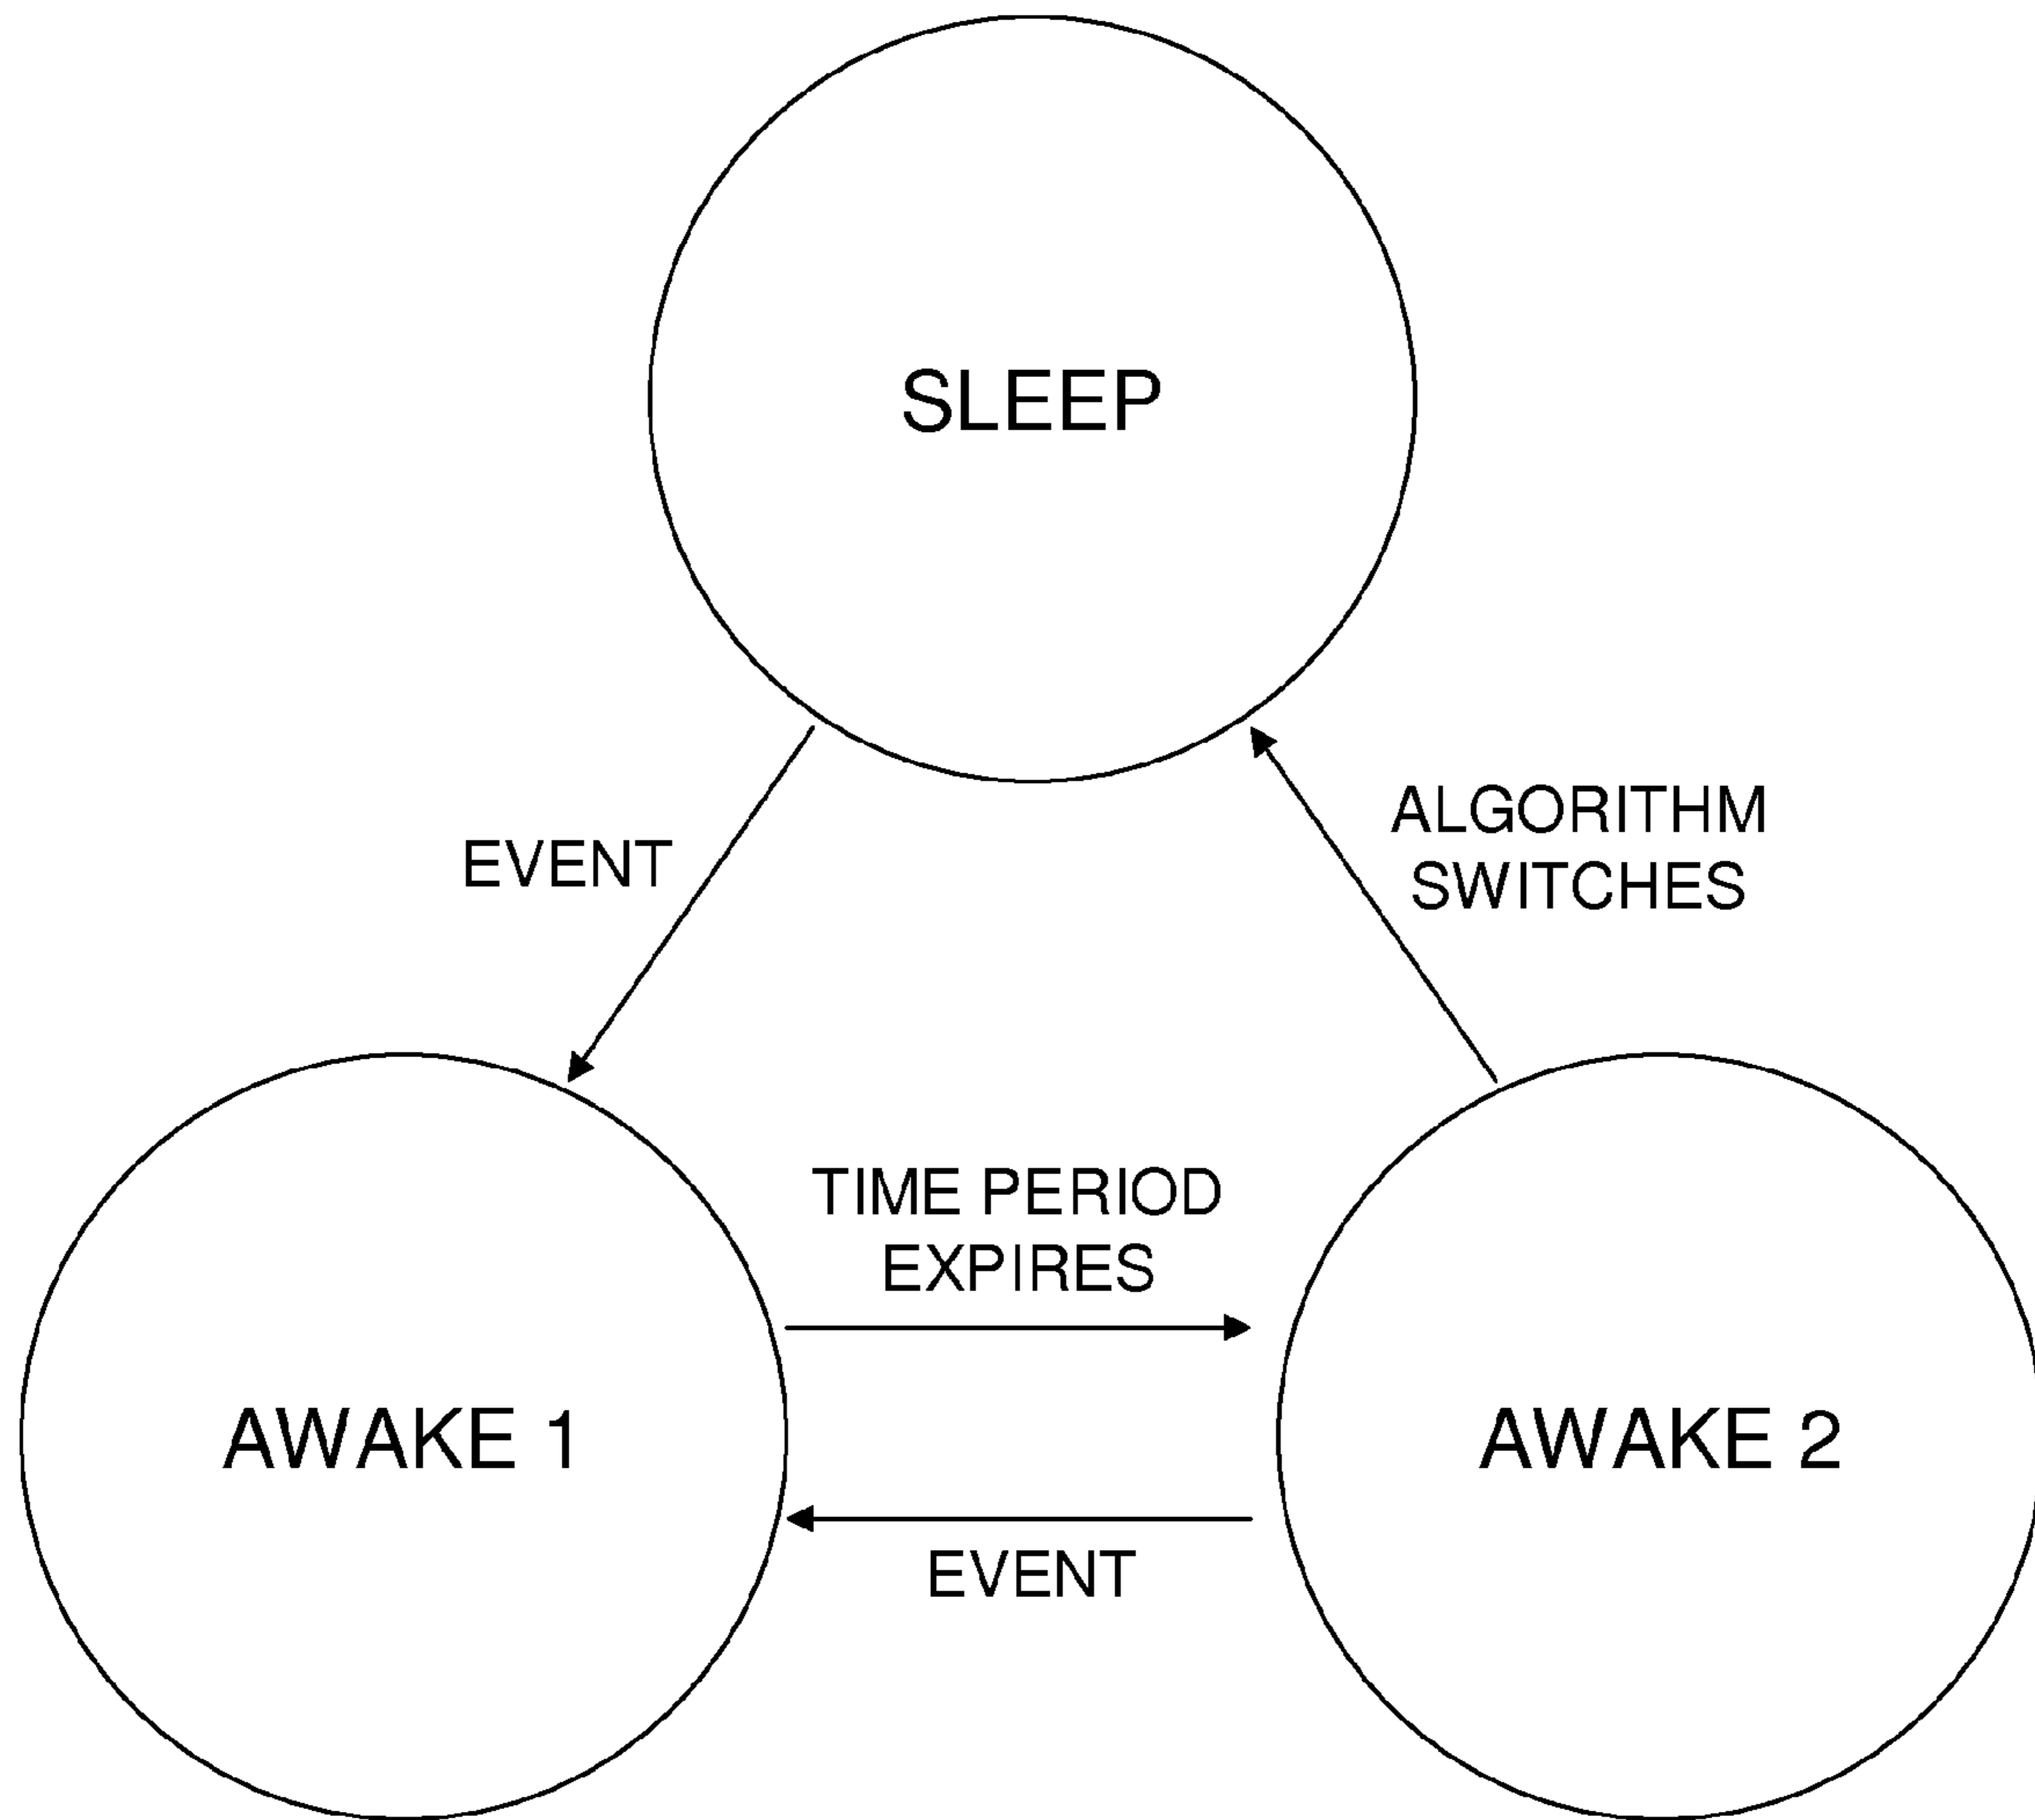 SLEEP
EVENT
ALGORITHM
SWITCHES
TIME PERIOD
EXPIRES
AWAKE 1
AWAKE 2
EVENT